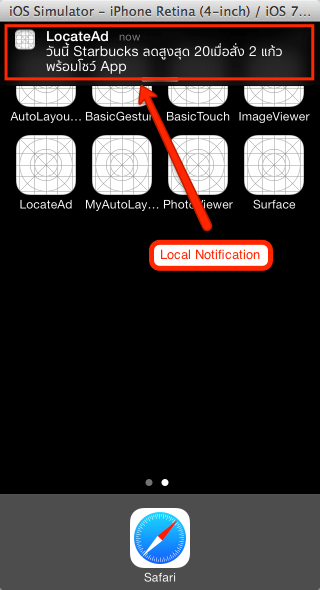 iOS Simulator - iPhone Retina (4-inch) / iOS 7...
LocateAd now
วันนี้ Starbucks ลดสูงสุด 20เมื่อสั่ง 2 แก้ว
พร้อมโชว์ App
AutoLayou... BasicGestur BasicTouch ImageViewer
LocateAd MyAutoLay... PhotoViewer Surface
Local Notification
Safari